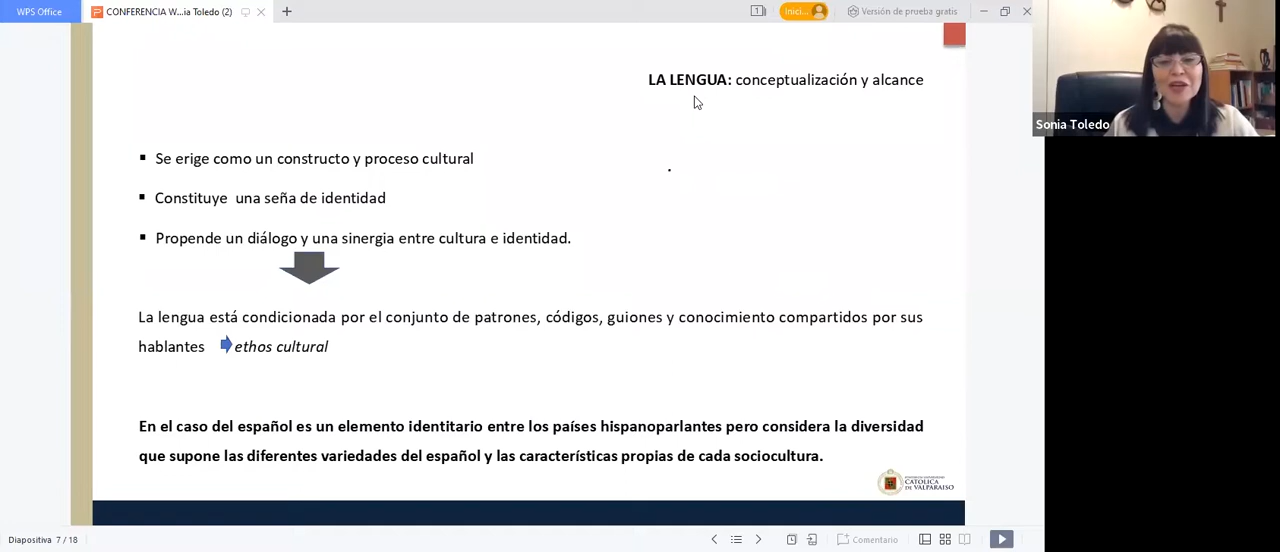 WPS Office
CONFERENCIA W...ia Toledo (2)
1
Inici...
Versión de prueba gratis
LA LENGUA: conceptualización y alcance
Sonia Toledo
Se erige como un constructo y proceso cultural
Constituye una seña de identidad
Propende un diálogo y una sinergia entre cultura e identidad.
La lengua está condicionada por el conjunto de patrones, códigos, guiones y conocimiento compartidos por sus
hablantes ethos cultural
En el caso del español es un elemento identitario entre los países hispanoparlantes pero considera la diversidad
que supone las diferentes variedades del español y las características propias de cada sociocultura.
CATOLICA
DE VALPARAISO
Diapositiva 7 / 18
Comentario